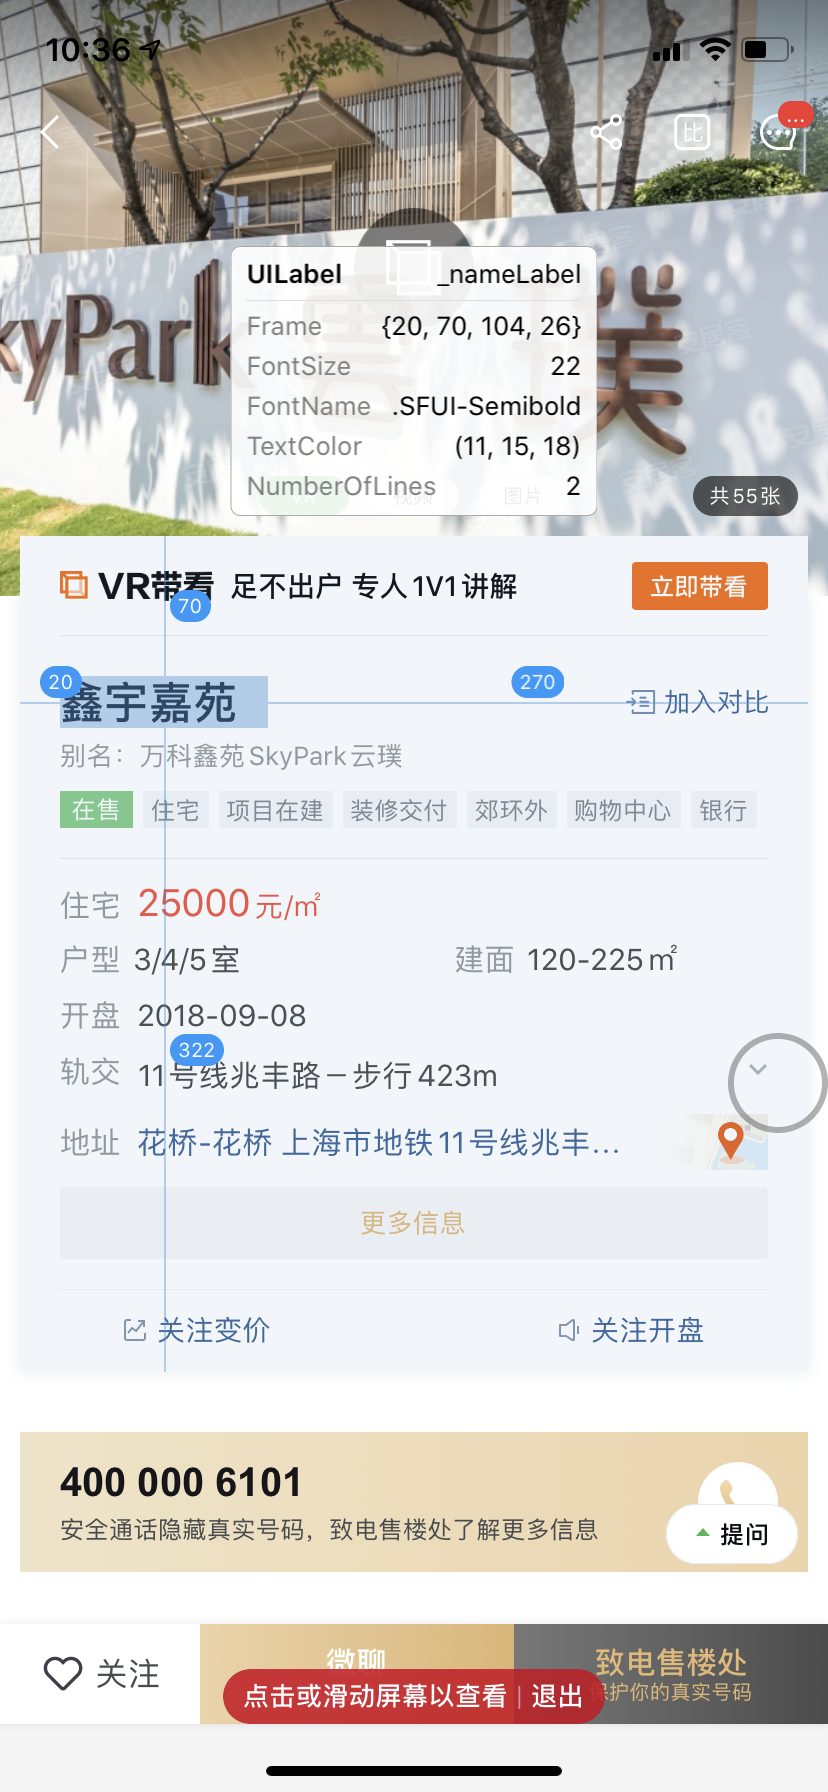 10:36
比
...
kyPark
璞
UILabel _nameLabel
Frame {20, 70, 104, 26}
FontSize 22
FontName .SFUI-Semibold
TextColor (11, 15, 18)
NumberOfLines 2
视频 图片
共55张
VR带看 足不出户 专人1V1讲解 立即带看
70
20 270
鑫宇嘉苑 加入对比
别名：万科鑫苑SkyPark云璞
在售 住宅 项目在建 装修交付 郊环外 购物中心 银行
住宅 25000元/㎡
户型 3/4/5室 建面 120-225㎡
开盘 2018-09-08
322
轨交 11号线兆丰路－步行423m
地址 花桥-花桥 上海市地铁11号线兆丰...
更多信息
关注变价 关注开盘
400 000 6101
安全通话隐藏真实号码，致电售楼处了解更多信息
提问
关注 微聊 致电售楼处
保护你的真实号码
点击或滑动屏幕以查看 | 退出